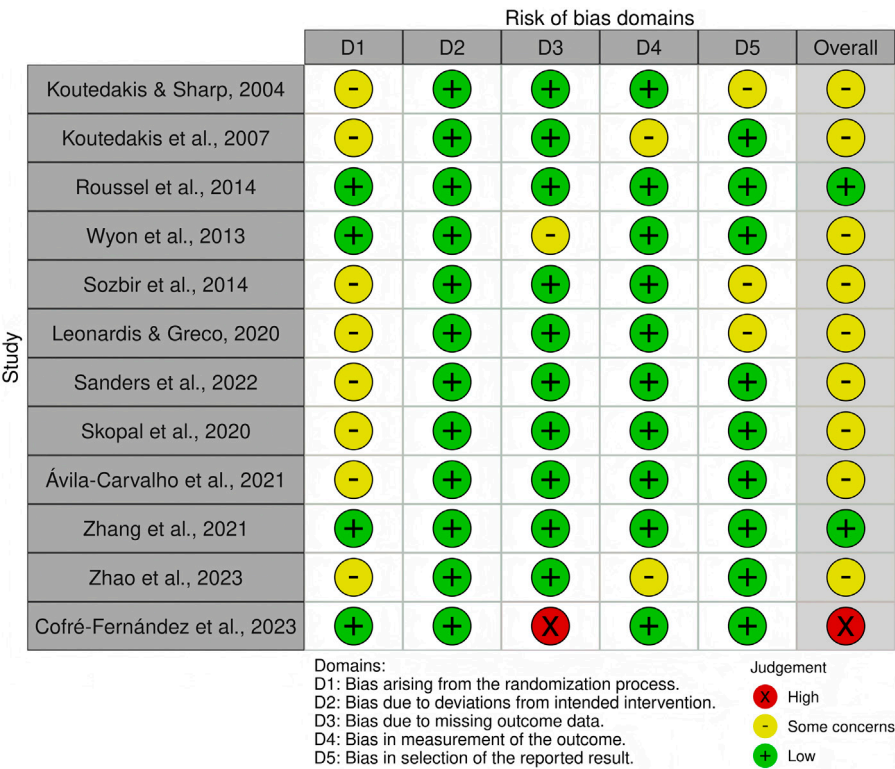 Risk of bias domains
D1 D2 D3 D4 D5 Overall
Study
Koutedakis & Sharp, 2004 - + + + - -
Koutedakis et al., 2007 - + + - + -
Roussel et al., 2014 + + + + + +
Wyon et al., 2013 + + - + + -
Sozbir et al., 2014 - + + + - -
Leonardis & Greco, 2020 - + + + - -
Sanders et al., 2022 - + + + + -
Skopal et al., 2020 - + + + + -
Ávila-Carvalho et al., 2021 - + + + + -
Zhang et al., 2021 + + + + + +
Zhao et al., 2023 - + + - + -
Cofré-Fernández et al., 2023 + + X + + X
Domains:
D1: Bias arising from the randomization process.
D2: Bias due to deviations from intended intervention.
D3: Bias due to missing outcome data.
D4: Bias in measurement of the outcome.
D5: Bias in selection of the reported result.
Judgement
X High
- Some concerns
+ Low